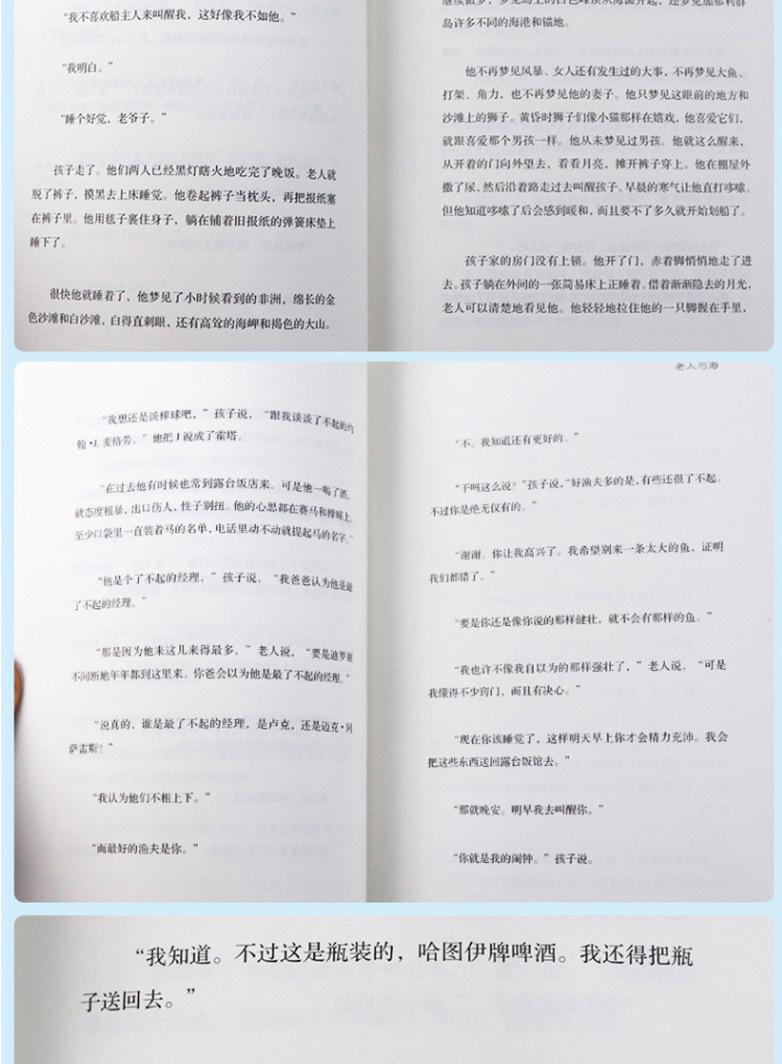 “我不喜欢船主人来叫醒我，这好像我不如他。”
“我明白。”
“睡个好觉，老爷子。”
孩子走了。他们两人已经黑灯瞎火地吃完了晚饭。老人就
脱了裤子，摸黑去上床睡觉。他卷起裤子当枕头，再把报纸塞
在裤子里。他用毯子裹住身子，躺在铺着旧报纸的弹簧床垫上
睡下了。
很快他就睡着了，他梦见了小时候看到的非洲，绵长的金
色沙滩和白沙滩，白得直刺眼，还有高耸的海岬和褐色的大山。
岛许多不同的海港和锚地。
他不再梦见风暴、女人还有发生过的大事，不再梦见大鱼、
打架、角力，也不再梦见他的妻子。他只梦见这眼前的地方和
沙滩上的狮子。黄昏时狮子们像小猫那样在嬉戏，他喜爱它们，
就跟喜爱那个男孩一样。他从未梦见过男孩。他就这么醒来，
从开着的门向外望去，看看月亮，摊开裤子穿上。他在棚屋外
撒了尿，然后沿着路走过去叫醒孩子。早晨的寒气让他直打哆嗦。
但他知道哆嗦了后会感到暖和，而且要不了多久就开始划船了。
孩子家的房门没有上锁。他开了门，赤着脚悄悄地走了进
去。孩子躺在外间的一张简易床上正睡着。借着渐渐隐去的月光，
老人可以清楚地看见他。他轻轻地拉住他的一只脚握在手里，
“我想还是谈棒球吧，”孩子说，“跟我谈谈了不起的约
翰·J.麦格劳。”他把J说成了霍塔。
“在过去他有时候也常到露台饭店来。可是他一喝了酒，
就态度粗暴，出口伤人，性子别扭。他的心思都在赛马和棒球上。
至少口袋里一直装着马的名单，电话里动不动就提起马的名字。”
“他是个了不起的经理，”孩子说，“我爸爸认为他是最
了不起的经理。”
“那是因为他来这儿来得最多，”老人说，“要是迪罗谢
不间断地年年都到这里来，你爸会以为他是最了不起的经理。”
“说真的，谁是最了不起的经理，是卢克，还是迈克·冈
萨雷斯？”
“我认为他们不相上下。”
“而最好的渔夫是你。”
老人与海
“不。我知道还有更好的。”
“干吗这么说？”孩子说，“好渔夫多的是，有些还很了不起。
不过你是绝无仅有的。”
“谢谢。你让我高兴了。我希望别来一条太大的鱼，证明
我们都错了。”
“要是你还是像你说的那样健壮，就不会有那样的鱼。”
“我也许不像我自以为的那样强壮了，”老人说，“可是
我懂得不少窍门，而且有决心。”
“现在你该睡觉了，这样明天早上你才会精力充沛。我会
把这些东西送回露台饭馆去。”
“那就晚安。明早我去叫醒你。”
“你就是我的闹钟。”孩子说。
“我知道。不过这是瓶装的，哈图伊牌啤酒。我还得把瓶
子送回去。”